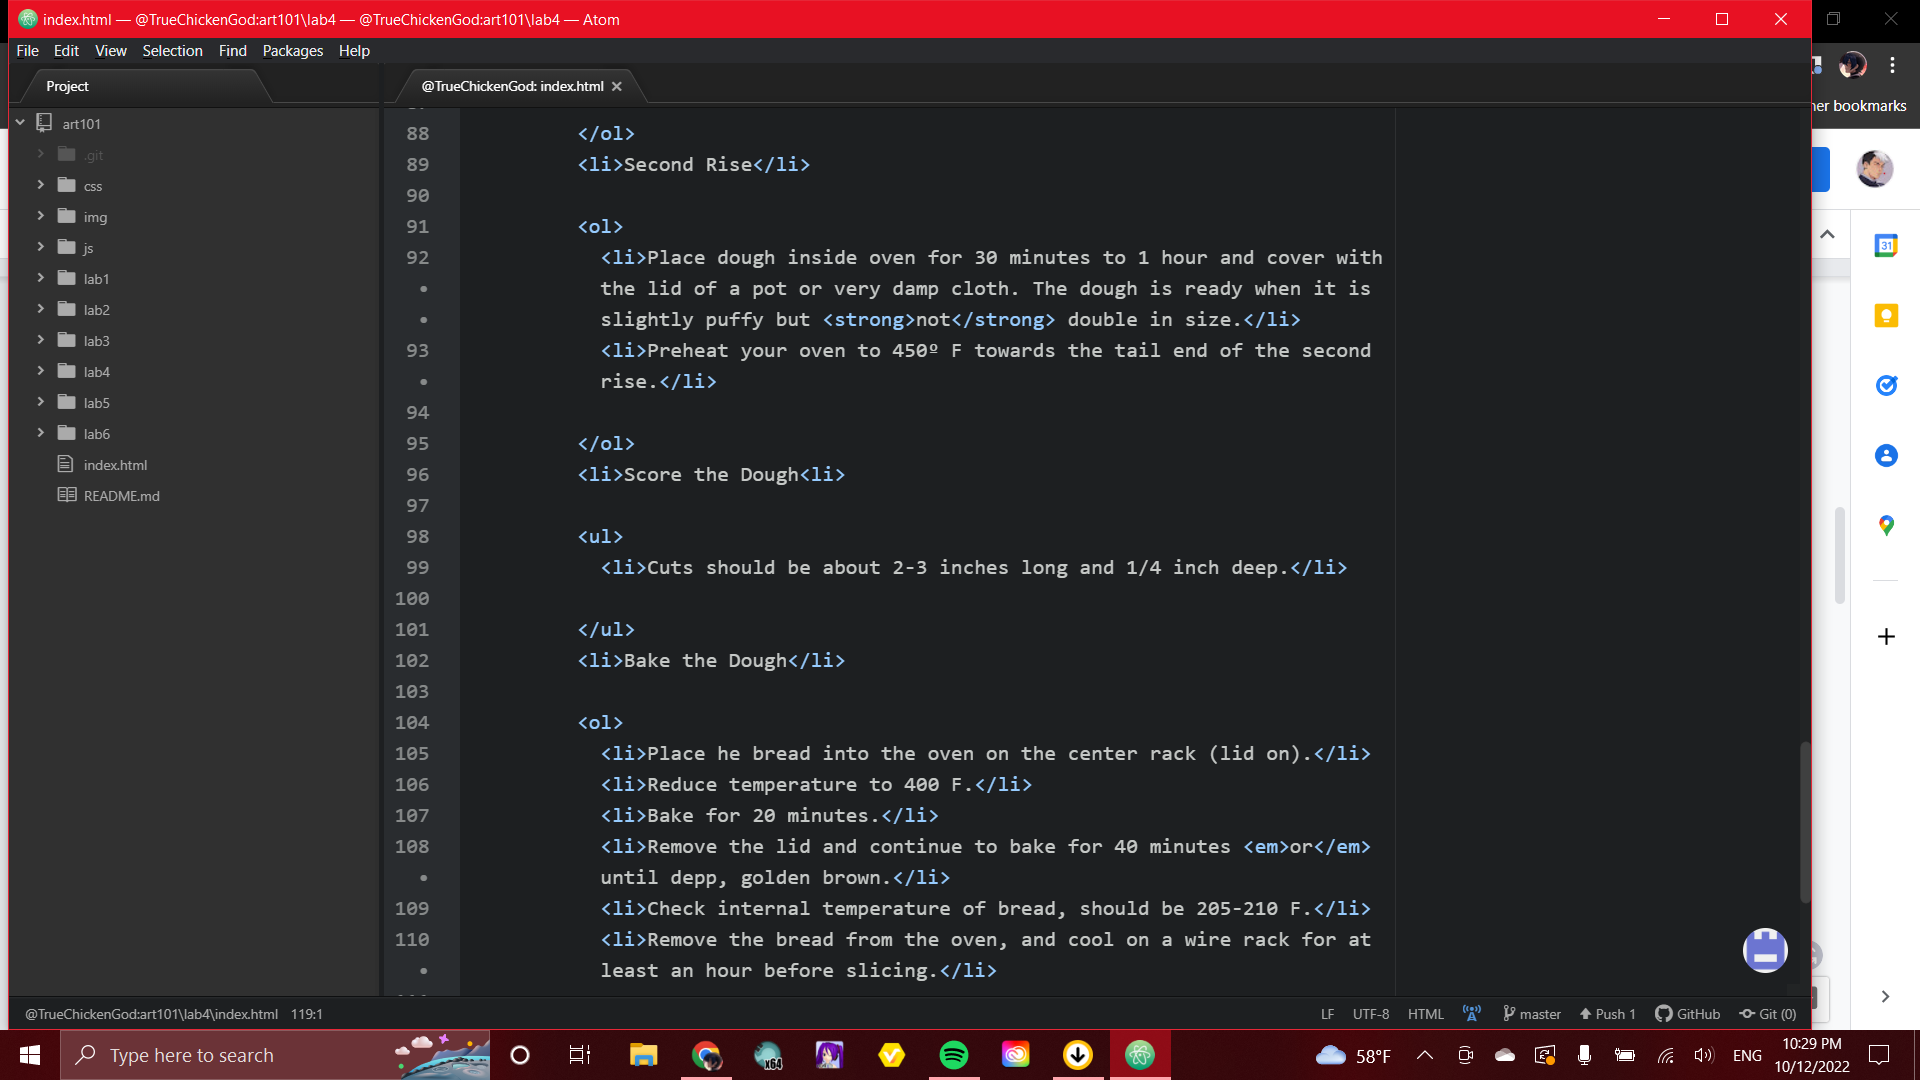 index.html — @TrueChickenGod:art101\lab4 — @TrueChickenGod:art101\lab4 — Atom
File Edit View Selection Find Packages Help
Project
@TrueChickenGod: index.html
her bookmarks
art101
.git
css
img
js
lab1
lab2
lab3
lab4
lab5
lab6
index.html
README.md
88 </ol>
89 <li>Second Rise</li>
90
91 <ol>
92 <li>Place dough inside oven for 30 minutes to 1 hour and cover with
• the lid of a pot or very damp cloth. The dough is ready when it is
• slightly puffy but <strong>not</strong> double in size.</li>
93 <li>Preheat your oven to 450º F towards the tail end of the second
• rise.</li>
94
95 </ol>
96 <li>Score the Dough<li>
97
98 <ul>
99 <li>Cuts should be about 2-3 inches long and 1/4 inch deep.</li>
100
101 </ul>
102 <li>Bake the Dough</li>
103
104 <ol>
105 <li>Place he bread into the oven on the center rack (lid on).</li>
106 <li>Reduce temperature to 400 F.</li>
107 <li>Bake for 20 minutes.</li>
108 <li>Remove the lid and continue to bake for 40 minutes <em>or</em>
• until depp, golden brown.</li>
109 <li>Check internal temperature of bread, should be 205-210 F.</li>
110 <li>Remove the bread from the oven, and cool on a wire rack for at
• least an hour before slicing.</li>
31
@TrueChickenGod:art101\lab4\index.html 119:1
LF UTF-8 HTML master Push 1 GitHub Git (0)
Type here to search
x64
58°F
ENG
10:29 PM
10/12/2022